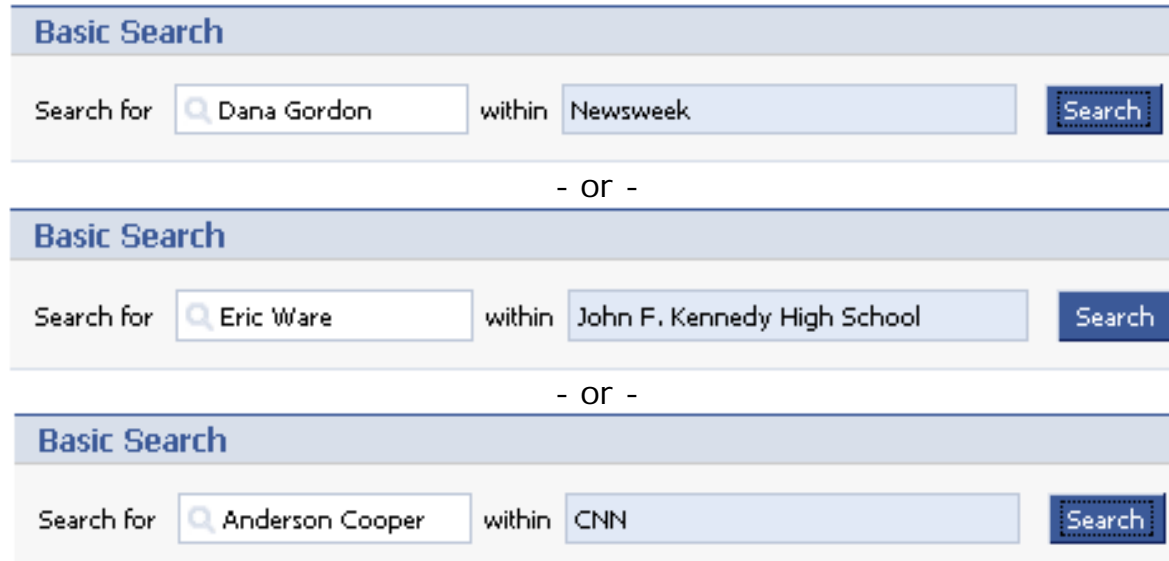 Basic Search
Search for Dana Gordon within Newsweek Search
- or -
Basic Search
Search for Eric Ware within John F. Kennedy High School Search
- or -
Basic Search
Search for Anderson Cooper within CNN Search